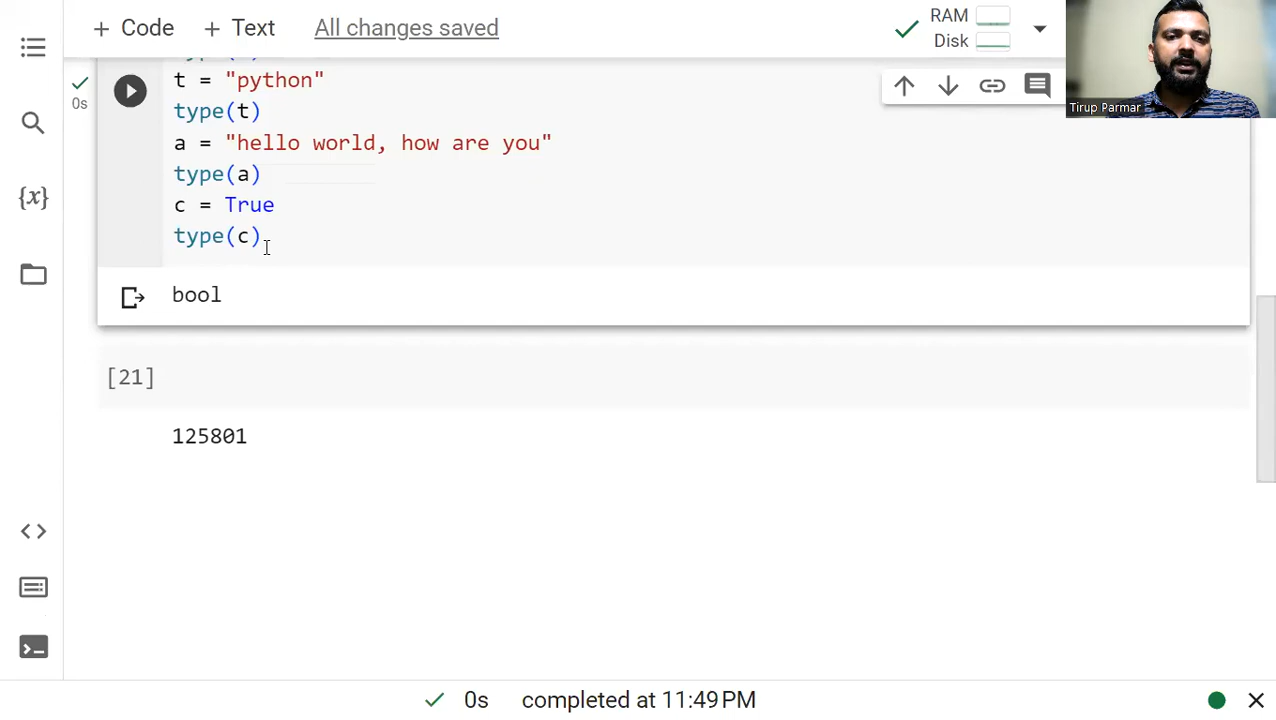 + Code + Text All changes saved
RAM
Disk
Tirup Parmar
0s
t = "python"
type(t)
a = "hello world, how are you"
type(a)
c = True
type(c)
bool
[21]
125801
{x}
0s completed at 11:49 PM